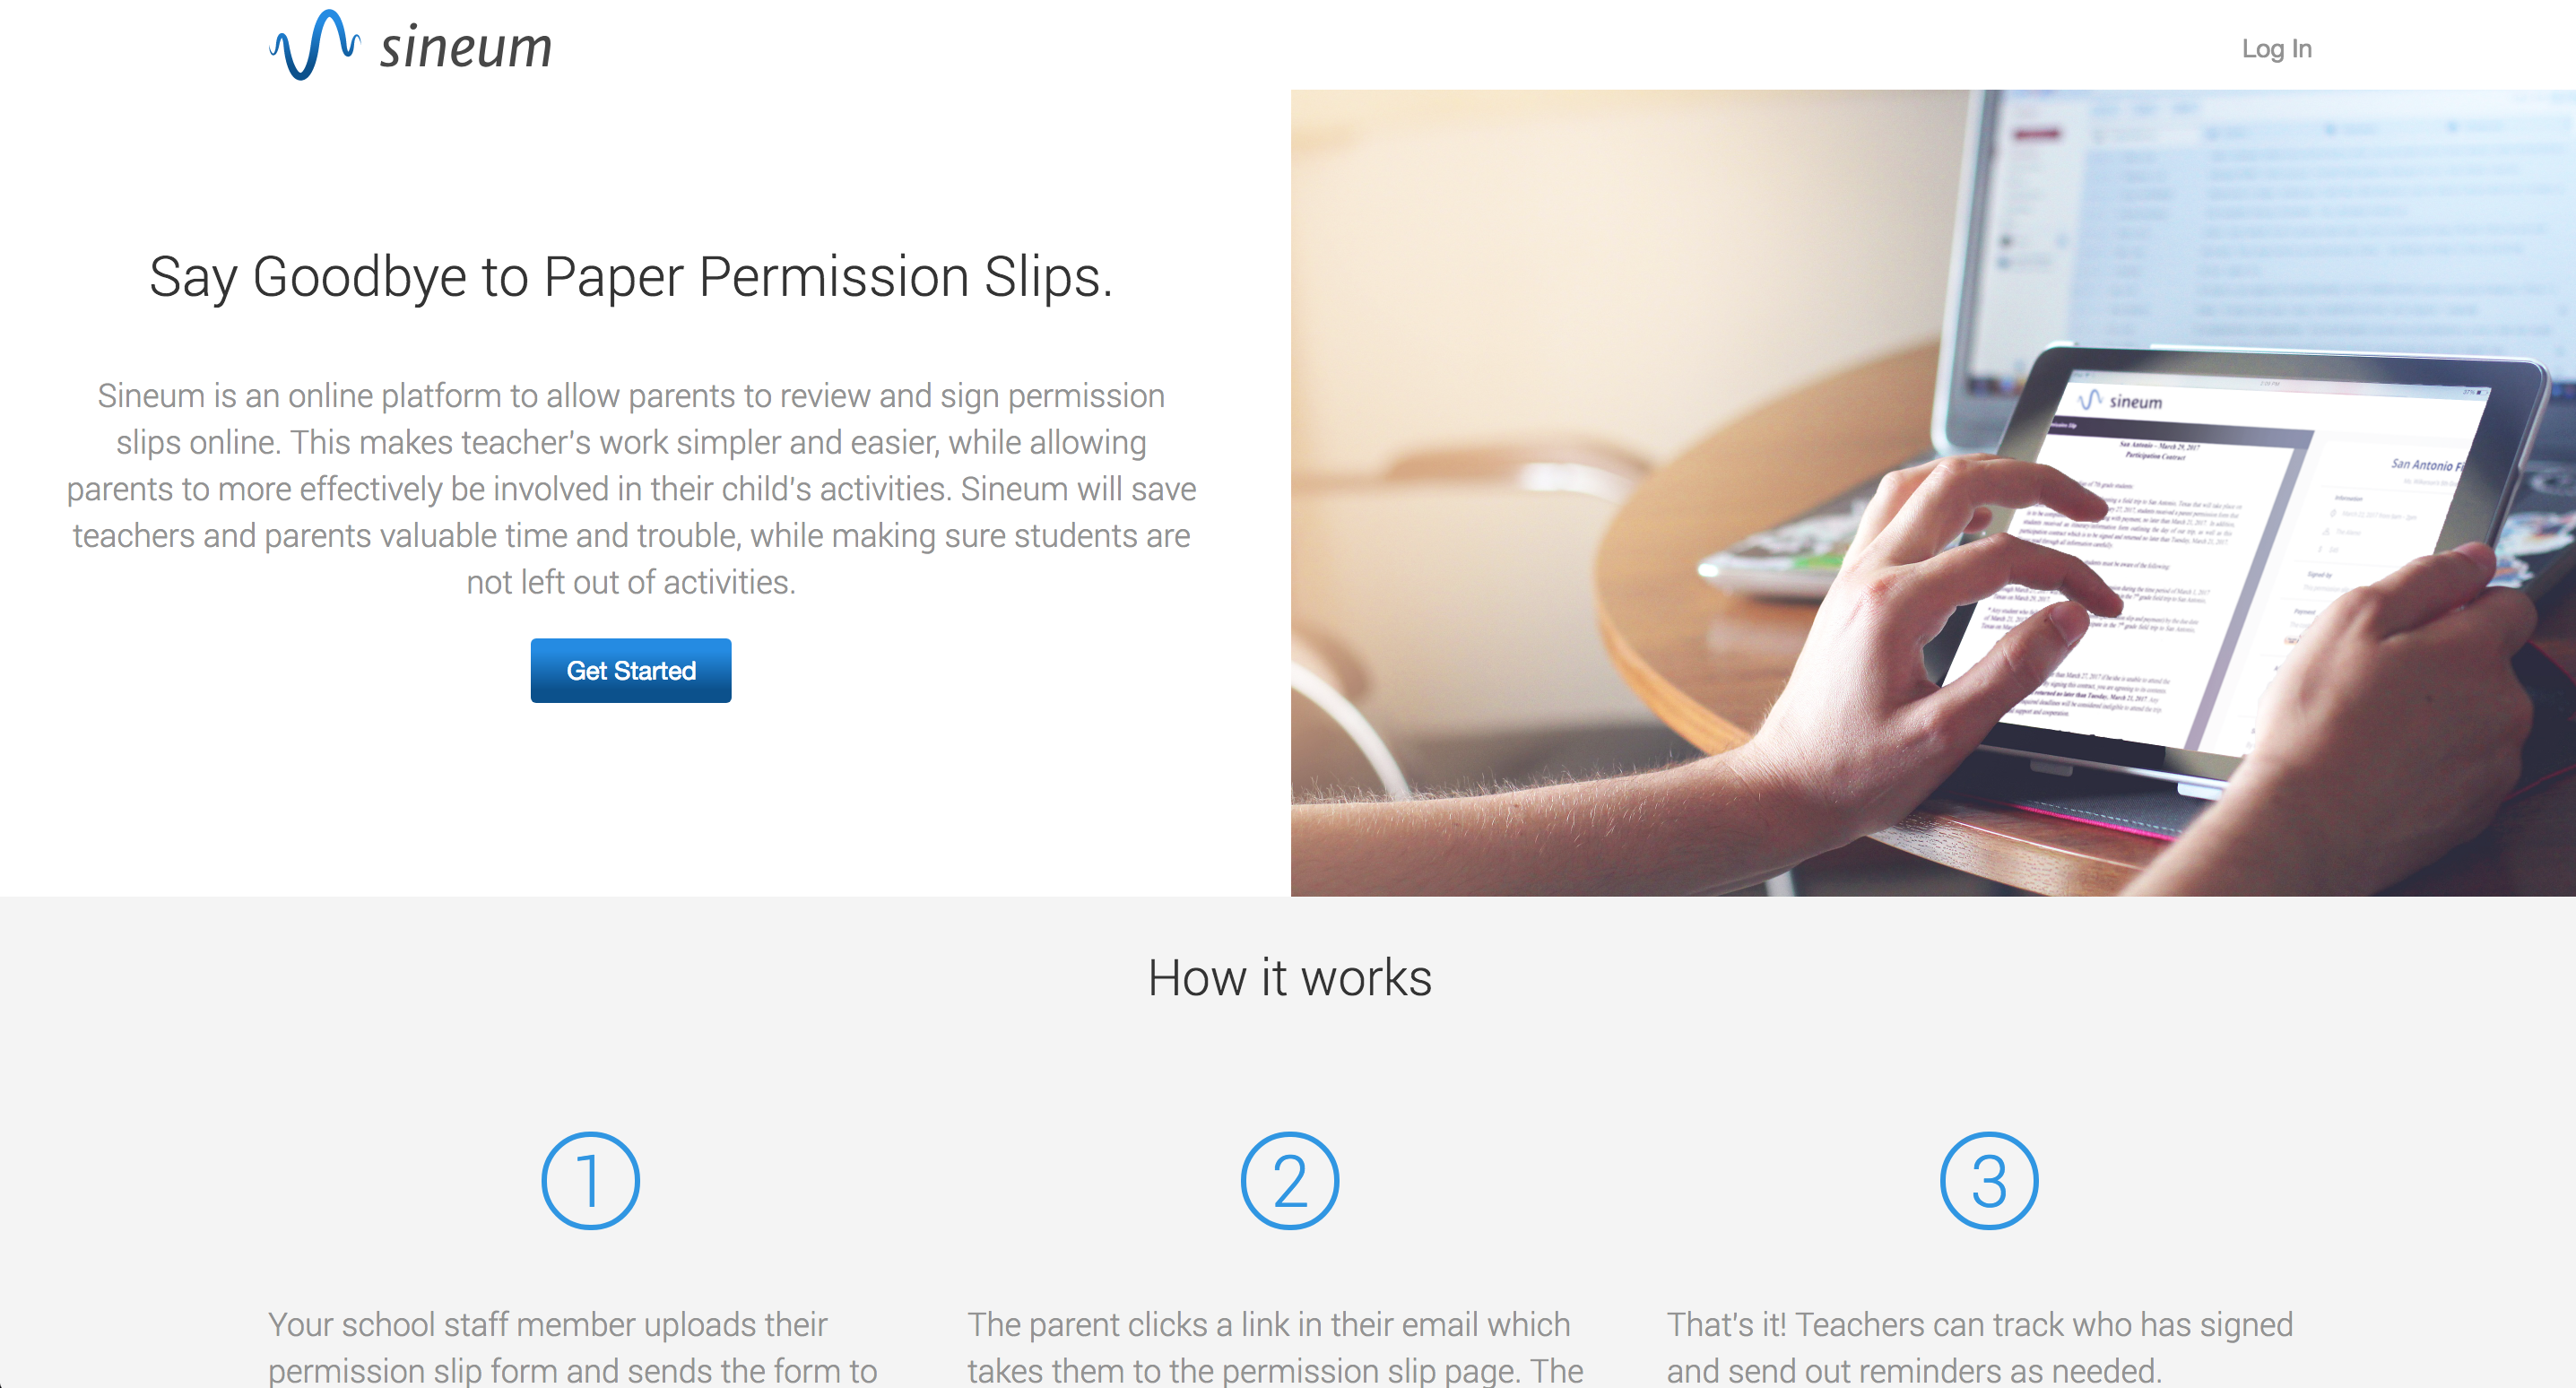 sineum
Log In
Say Goodbye to Paper Permission Slips.
Sineum is an online platform to allow parents to review and sign permission
slips online. This makes teacher's work simpler and easier, while allowing
parents to more effectively be involved in their child's activities. Sineum will save
teachers and parents valuable time and trouble, while making sure students are
not left out of activities.
Get Started
sineum
San Antonio - March 29, 2017
Participation Contract
San Antonio Fi
Information
Signed by
Payment
How it works
1
2
3
Your school staff member uploads their
permission slip form and sends the form to
The parent clicks a link in their email which
takes them to the permission slip page. The
That's it! Teachers can track who has signed
and send out reminders as needed.